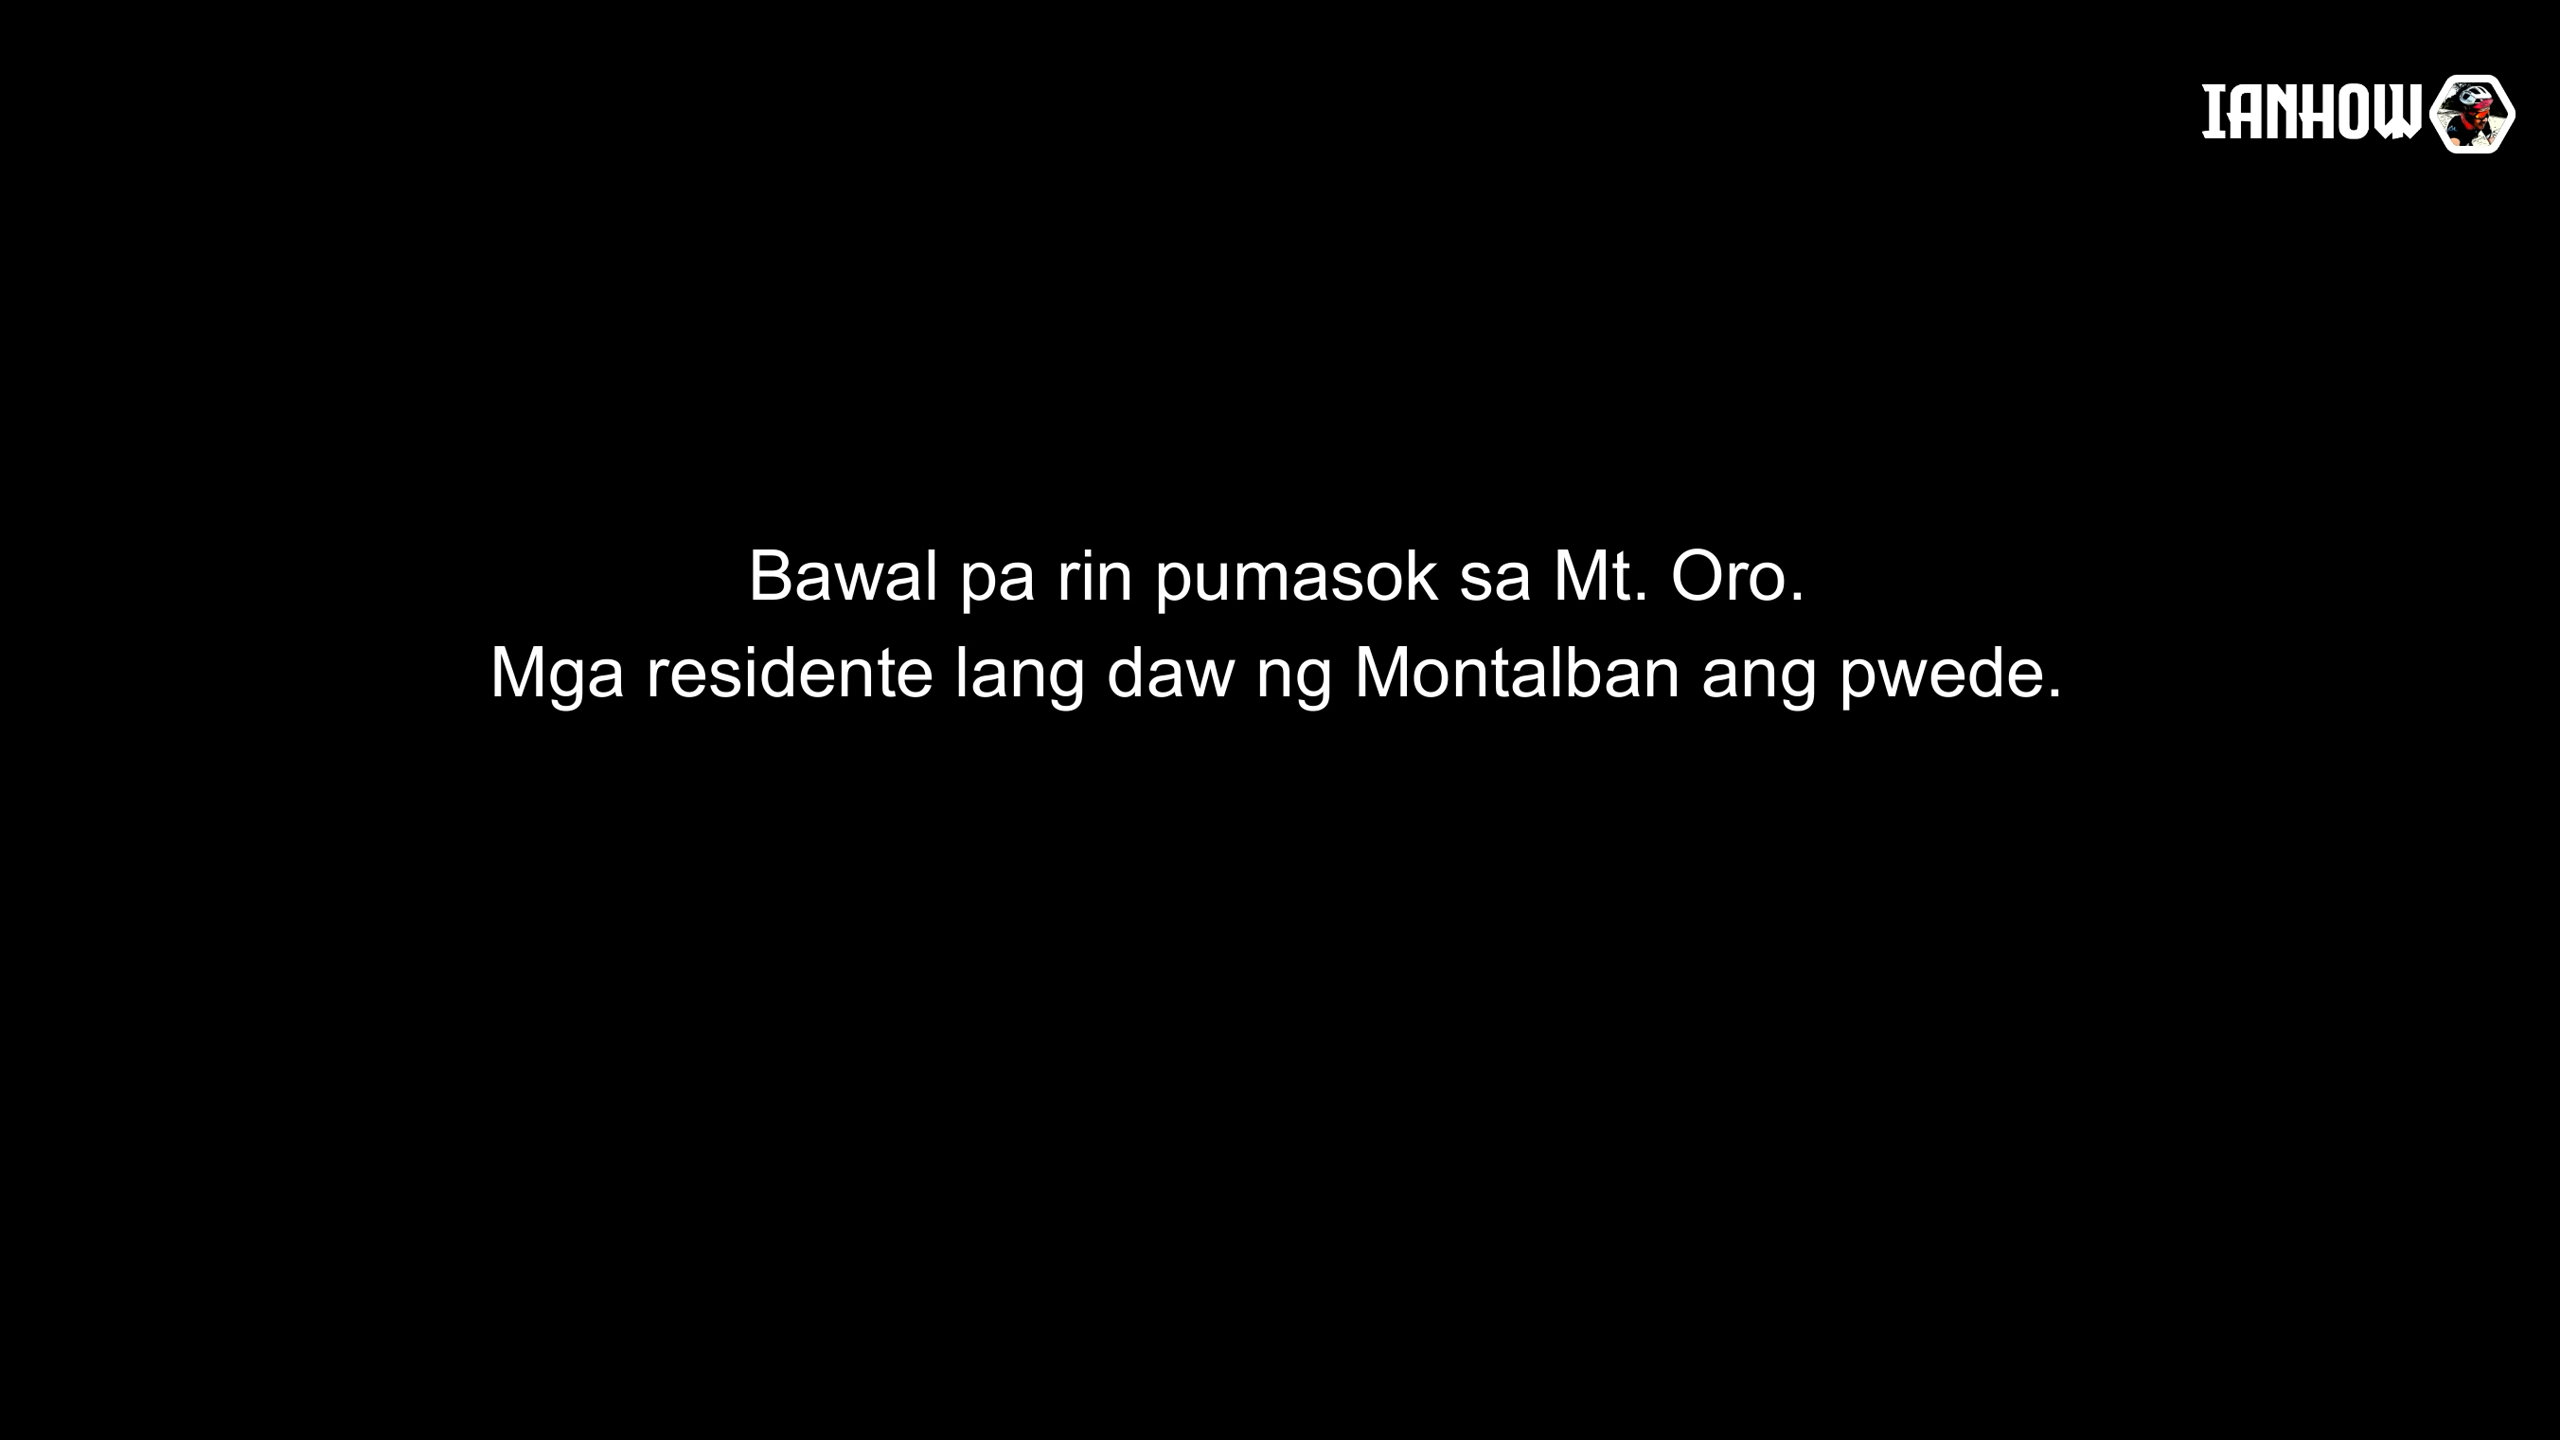 IANHOW
Bawal pa rin pumasok sa Mt. Oro.
Mga residente lang daw ng Montalban ang pwede.